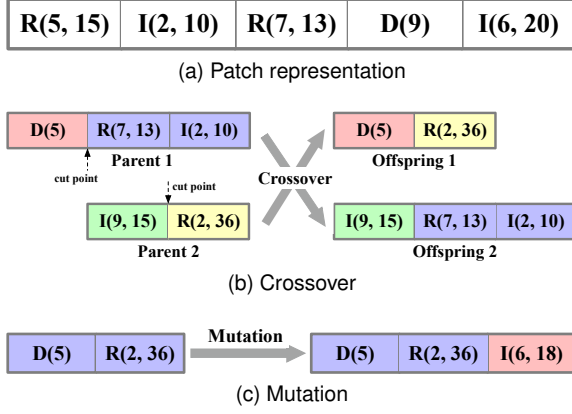 R(5, 15) I(2, 10) R(7, 13) D(9) I(6, 20)
(a) Patch representation
D(5) R(7, 13) I(2, 10) D(5) R(2, 36)
Parent 1 Offspring 1
cut point cut point Crossover
I(9, 15) R(2, 36) I(9, 15) R(7, 13) I(2, 10)
Parent 2 Offspring 2
(b) Crossover
D(5) R(2, 36) Mutation D(5) R(2, 36) I(6, 18)
(c) Mutation